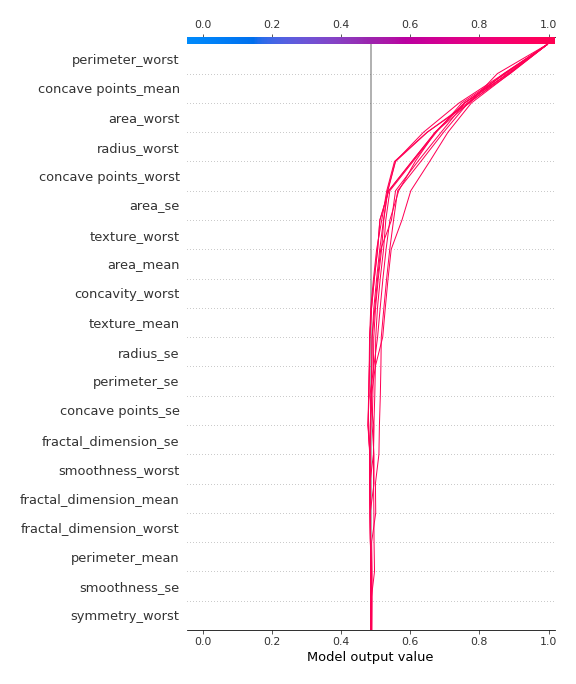 0.0 0.2 0.4 0.6 0.8 1.0
perimeter_worst
concave points_mean
area_worst
radius_worst
concave points_worst
area_se
texture_worst
area_mean
concavity_worst
texture_mean
radius_se
perimeter_se
concave points_se
fractal_dimension_se
smoothness_worst
fractal_dimension_mean
fractal_dimension_worst
perimeter_mean
smoothness_se
symmetry_worst
0.0 0.2 0.4 0.6 0.8 1.0
Model output value